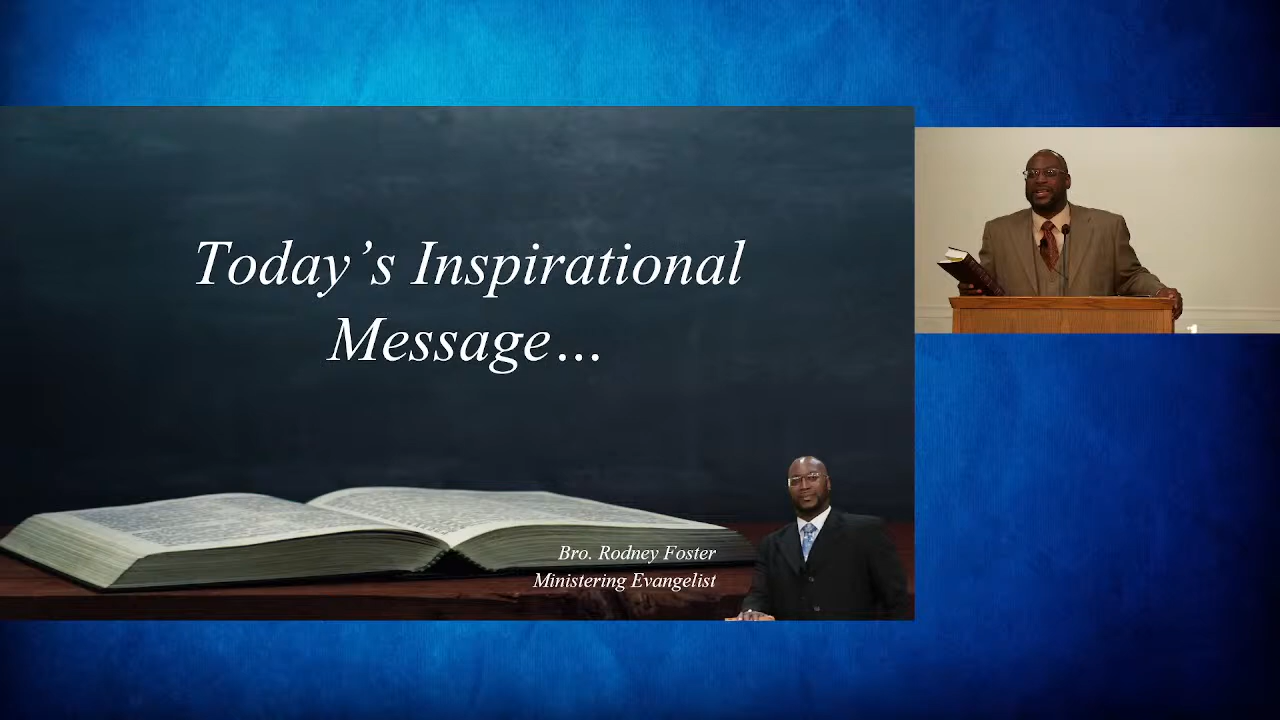 Today’s Inspirational
Message…
Bro. Rodney Foster
Ministering Evangelist